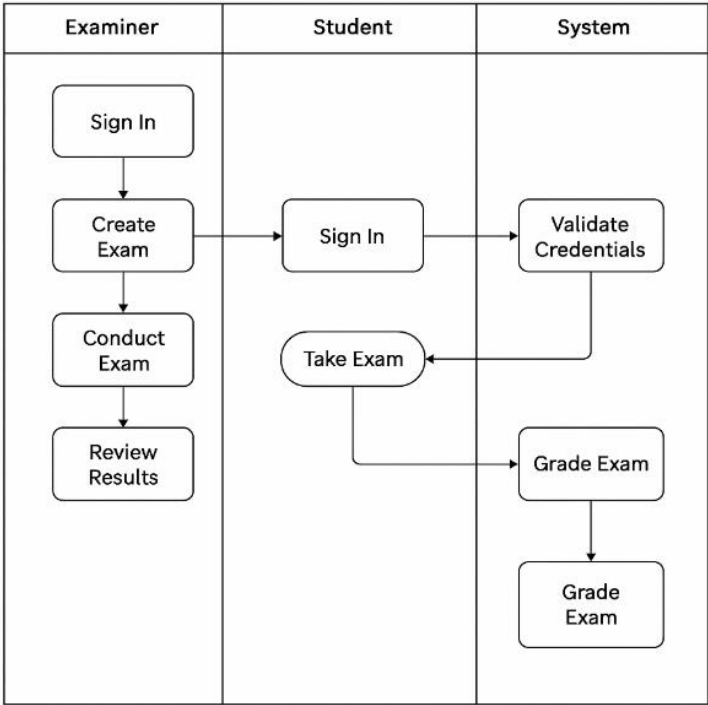 Examiner
Student
System
Sign In
Create
Exam
Sign In
Validate
Credentials
Conduct
Exam
Take Exam
Review
Results
Grade Exam
Grade
Exam